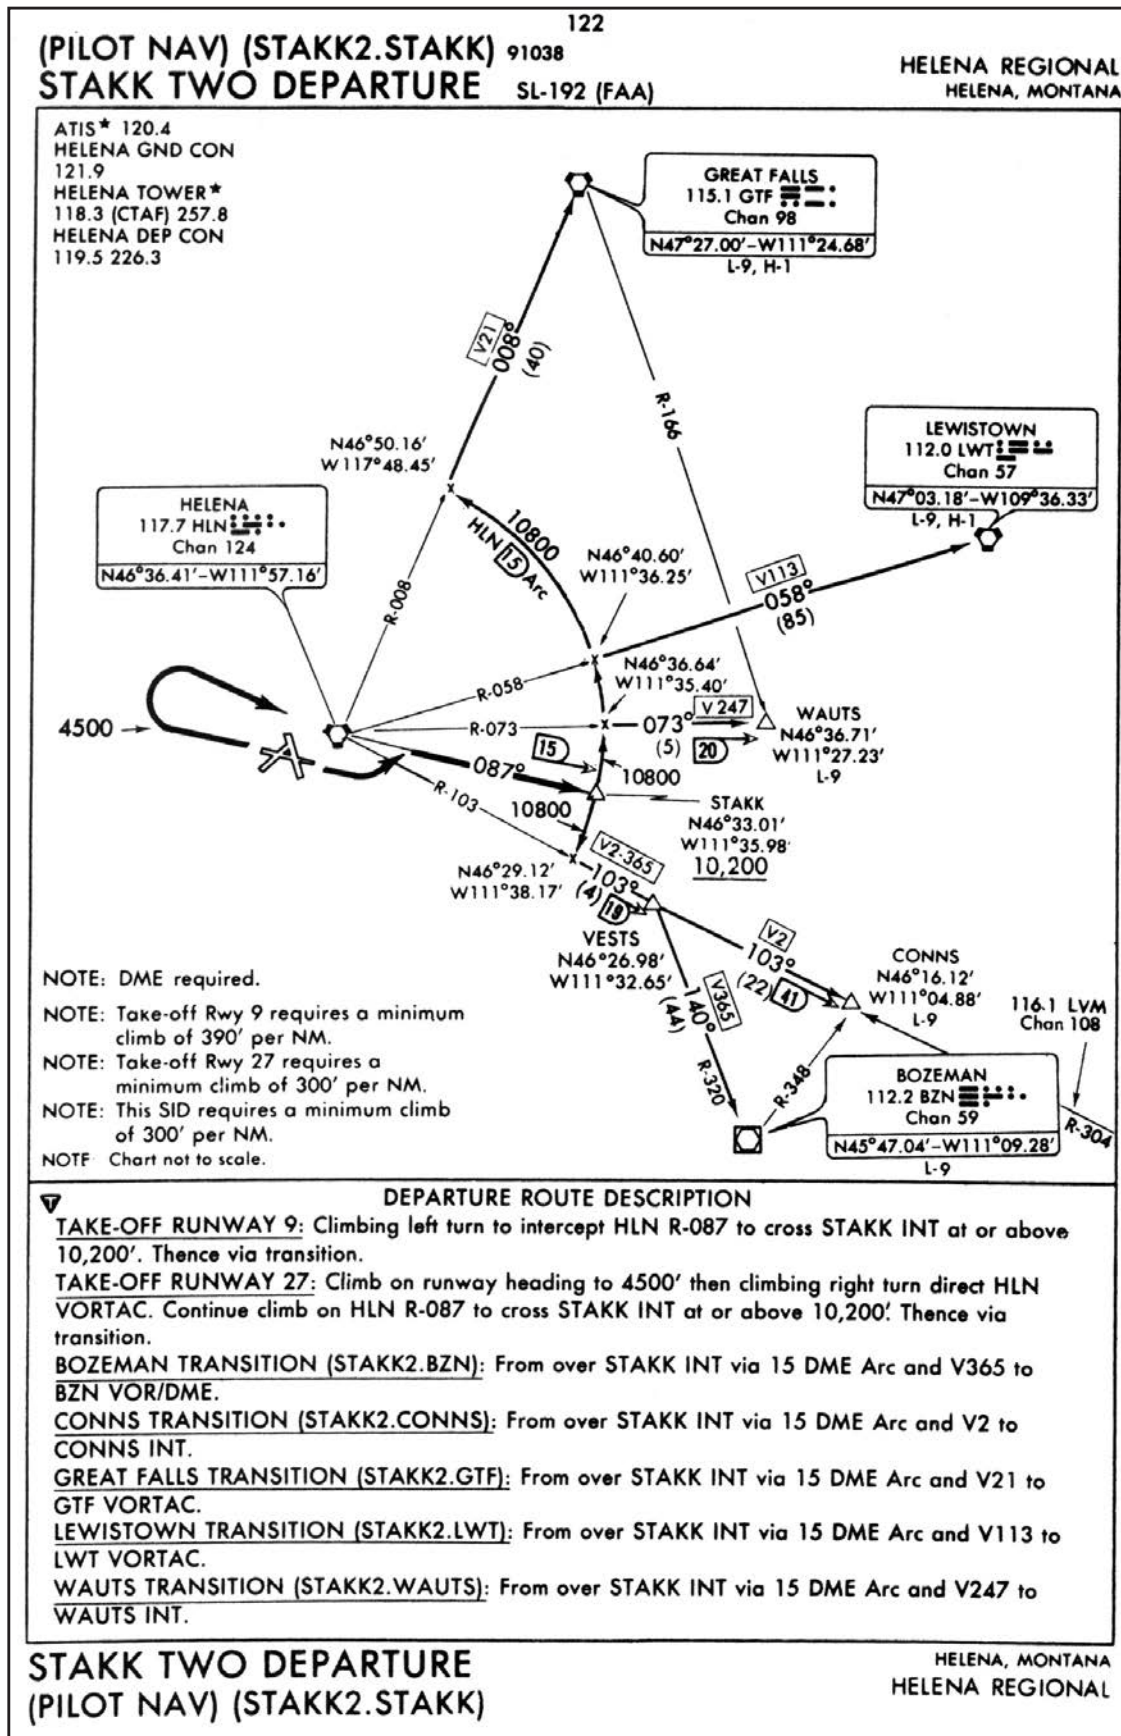 122
(PILOT NAV) (STAKK2.STAKK) 91038
STAKK TWO DEPARTURE SL-192 (FAA)
HELENA REGIONAL
HELENA, MONTANA
ATIS★ 120.4
HELENA GND CON
121.9
HELENA TOWER★
118.3 (CTAF) 257.8
HELENA DEP CON
119.5 226.3
GREAT FALLS
115.1 GTF
Chan 98
N47°27.00'-W111°24.68'
L-9, H-1
V21
008°
(40)
R-166
N46°50.16'
W117°48.45'
LEWISTOWN
112.0 LWT
Chan 57
N47°03.18'-W109°36.33'
L-9, H-1
HELENA
117.7 HLN
Chan 124
N46°36.41'-W111°57.16'
10800
HLN 15 Arc
N46°40.60'
W111°36.25'
V113
058°
(85)
R-008
R-058
N46°36.64'
W111°35.40'
4500
R-073
073°
V 247
(5)
20
WAUTS
N46°36.71'
W111°27.23'
L-9
15
087°
10800
R-103
10800
STAKK
N46°33.01'
W111°35.98'
10,200
N46°29.12'
W111°38.17'
V2-365
103°
(4)
19
VESTS
N46°26.98'
W111°32.65'
V2
103°
(22)
41
CONNS
N46°16.12'
W111°04.88'
L-9
V365
140°
(44)
R-320
R-348
116.1 LVM
Chan 108
R-304
BOZEMAN
112.2 BZN
Chan 59
N45°47.04'-W111°09.28'
L-9
NOTE: DME required.
NOTE: Take-off Rwy 9 requires a minimum
climb of 390' per NM.
NOTE: Take-off Rwy 27 requires a
minimum climb of 300' per NM.
NOTE: This SID requires a minimum climb
of 300' per NM.
NOTE Chart not to scale.
T
DEPARTURE ROUTE DESCRIPTION
TAKE-OFF RUNWAY 9: Climbing left turn to intercept HLN R-087 to cross STAKK INT at or above
10,200'. Thence via transition.
TAKE-OFF RUNWAY 27: Climb on runway heading to 4500' then climbing right turn direct HLN
VORTAC. Continue climb on HLN R-087 to cross STAKK INT at or above 10,200'. Thence via
transition.
BOZEMAN TRANSITION (STAKK2.BZN): From over STAKK INT via 15 DME Arc and V365 to
BZN VOR/DME.
CONNS TRANSITION (STAKK2.CONNS): From over STAKK INT via 15 DME Arc and V2 to
CONNS INT.
GREAT FALLS TRANSITION (STAKK2.GTF): From over STAKK INT via 15 DME Arc and V21 to
GTF VORTAC.
LEWISTOWN TRANSITION (STAKK2.LWT): From over STAKK INT via 15 DME Arc and V113 to
LWT VORTAC.
WAUTS TRANSITION (STAKK2.WAUTS): From over STAKK INT via 15 DME Arc and V247 to
WAUTS INT.
STAKK TWO DEPARTURE
(PILOT NAV) (STAKK2.STAKK)
HELENA, MONTANA
HELENA REGIONAL